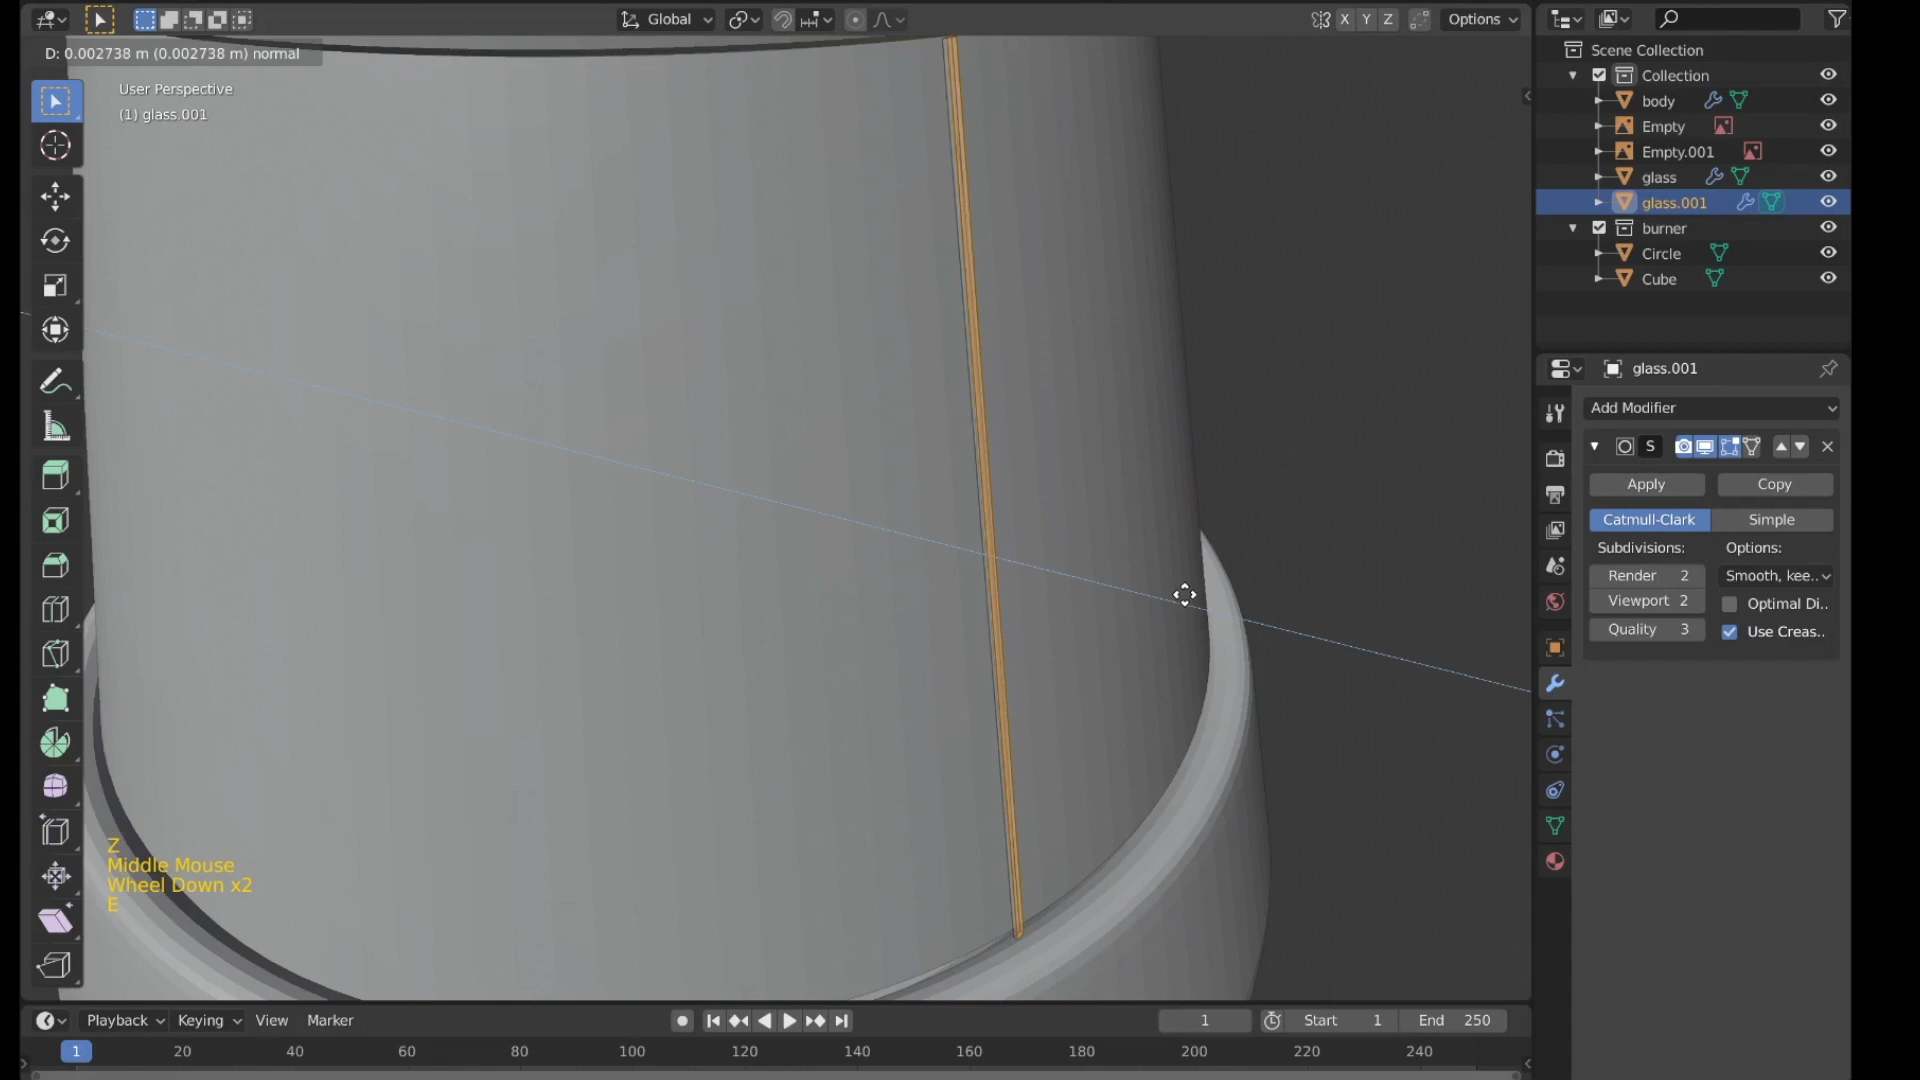 Global
X Y Z
Options
D: 0.002738 m (0.002738 m) normal
User Perspective
(1) glass.001
Scene Collection
Collection
body
Empty
Empty.001
glass
glass.001
burner
Circle
Cube
glass.001
Add Modifier
S
Apply
Copy
Catmull-Clark
Simple
Subdivisions:
Options:
Render 2
Smooth, kee..
Viewport 2
Optimal Di..
Quality 3
Use Creas..
Z
Middle Mouse
Wheel Down x2
E
Playback
Keying
View
Marker
1
Start 1
End 250
1 20 40 60 80 100 120 140 160 180 200 220 240